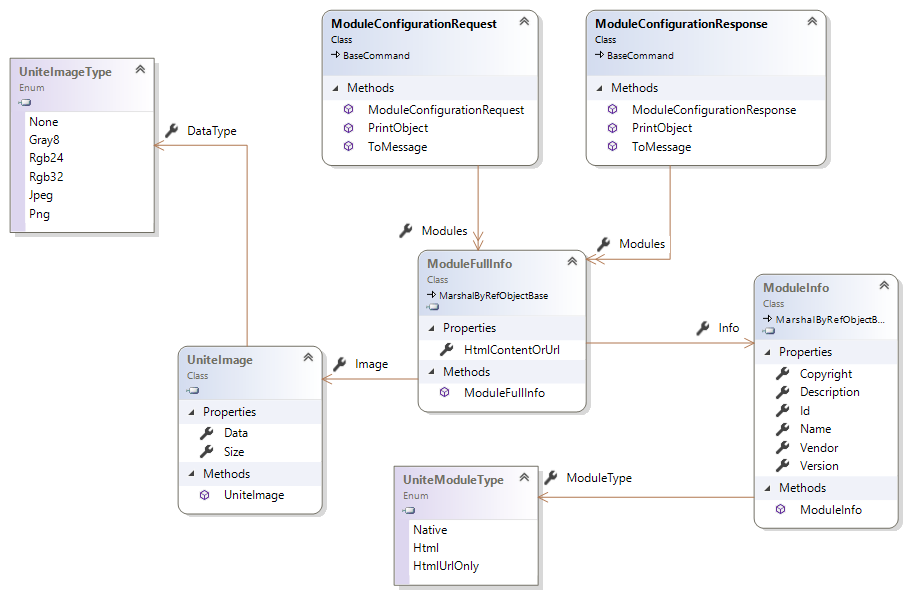 ModuleConfigurationRequest
Class
BaseCommand
Methods
ModuleConfigurationRequest
PrintObject
ToMessage
ModuleConfigurationResponse
Class
BaseCommand
Methods
ModuleConfigurationResponse
PrintObject
ToMessage
UniteImageType
Enum
None
Gray8
Rgb24
Rgb32
Jpeg
Png
DataType
Modules
Modules
ModuleFullInfo
Class
MarshalByRefObjectBase
Properties
HtmlContentOrUrl
Methods
ModuleFullInfo
Info
ModuleInfo
Class
MarshalByRefObjectB...
Properties
Copyright
Description
Id
Name
Vendor
Version
Methods
ModuleInfo
Image
UniteImage
Class
Properties
Data
Size
Methods
UniteImage
ModuleType
UniteModuleType
Enum
Native
Html
HtmlUrlOnly